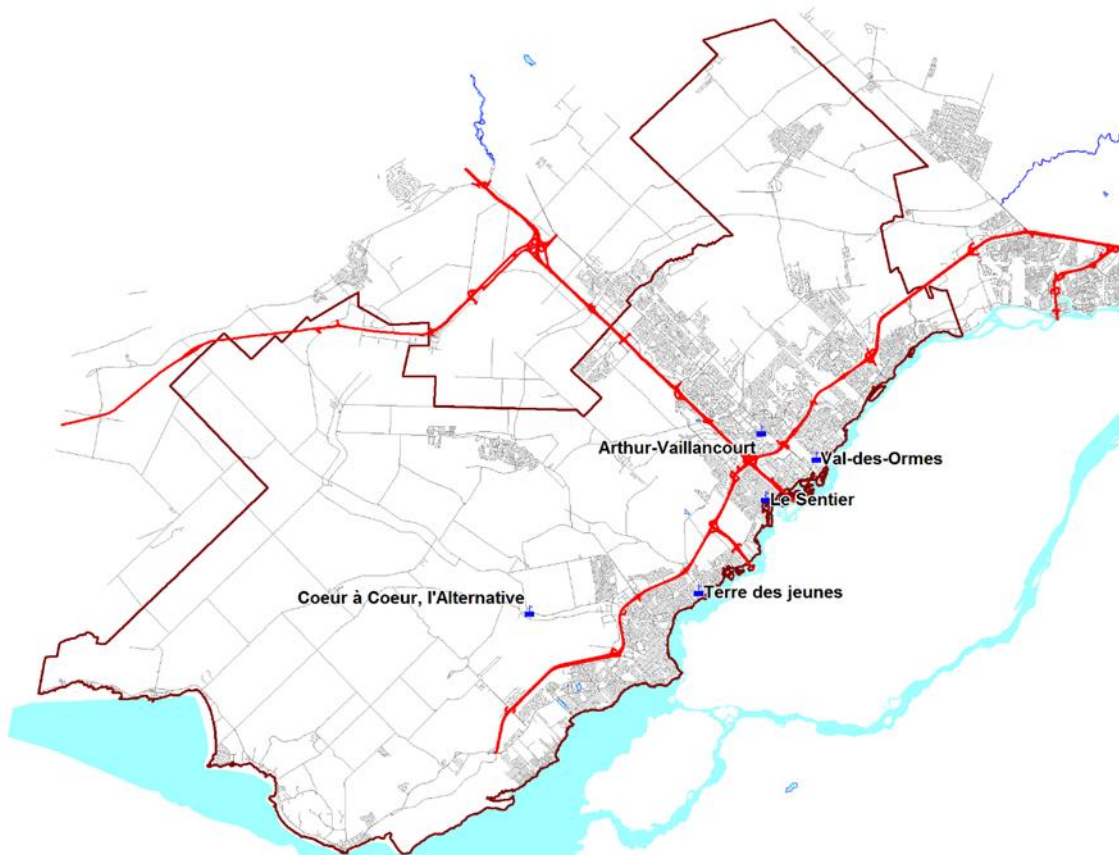 Arthur-Vaillancourt
Val-des-Ormes
Le Sentier
Terre des jeunes
Coeur à Coeur, l'Alternative